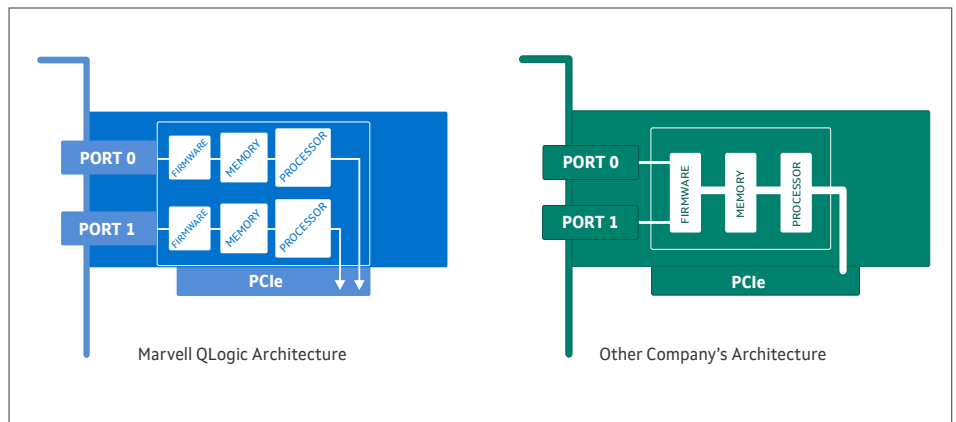 PORT 0
FIRMWARE
MEMORY
PROCESSOR
PORT 1
FIRMWARE
MEMORY
PROCESSOR
PCIe
Marvell QLogic Architecture
PORT 0
PORT 1
FIRMWARE
MEMORY
PROCESSOR
PCIe
Other Company’s Architecture